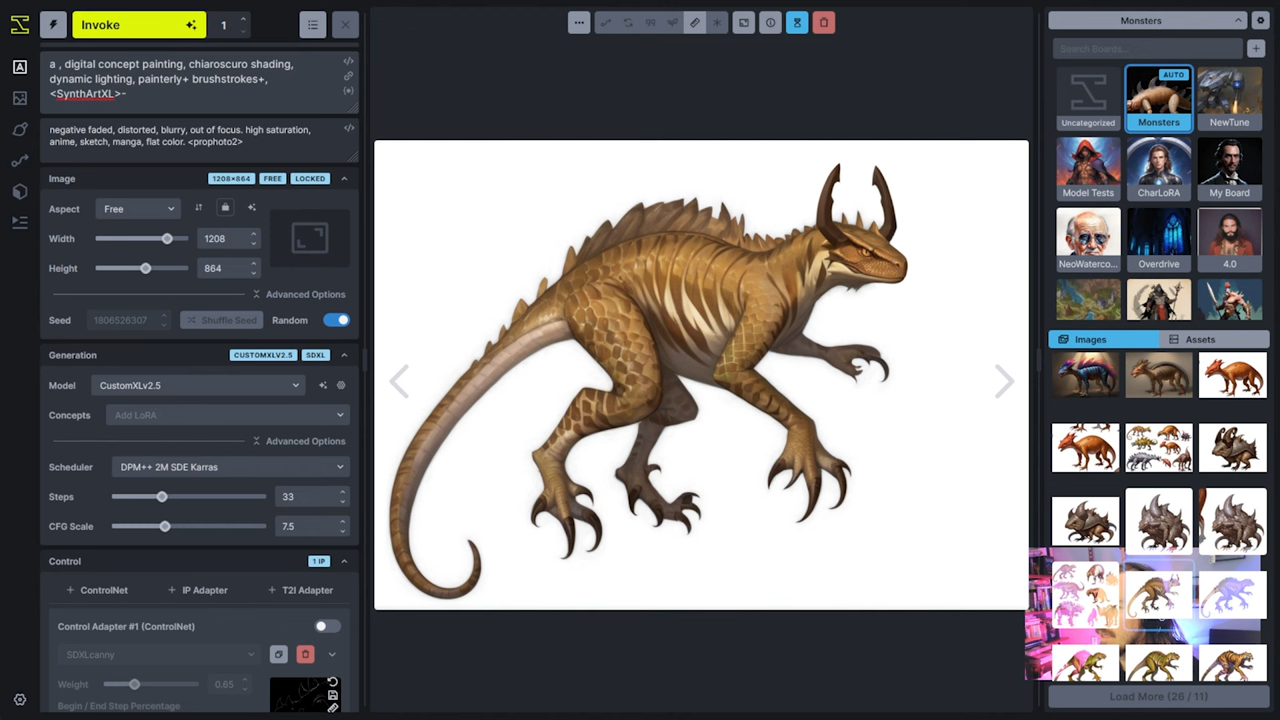 Invoke
1
a , digital concept painting, chiaroscuro shading,
dynamic lighting, painterly+ brushstrokes+,
<SynthArtXL>-
negative faded, distorted, blurry, out of focus. high saturation,
anime, sketch, manga, flat color. <prophoto2>
Image
1208×864
FREE
LOCKED
Aspect
Free
Width
1208
Height
864
Advanced Options
Seed
1806526307
Shuffle Seed
Random
Generation
CUSTOMXLV2.5
SDXL
Model
CustomXLv2.5
Concepts
Add LoRA
Advanced Options
Scheduler
DPM++ 2M SDE Karras
Steps
33
CFG Scale
7.5
Control
1 IP
+ ControlNet
+ IP Adapter
+ T2I Adapter
Control Adapter #1 (ControlNet)
SDXLcanny
Weight
0.65
Begin / End Step Percentage
Monsters
Search Boards...
Uncategorized
AUTO
Monsters
NewTune
Model Tests
CharLoRA
My Board
NeoWaterco...
Overdrive
4.0
Images
Assets
Load More (26 / 11)